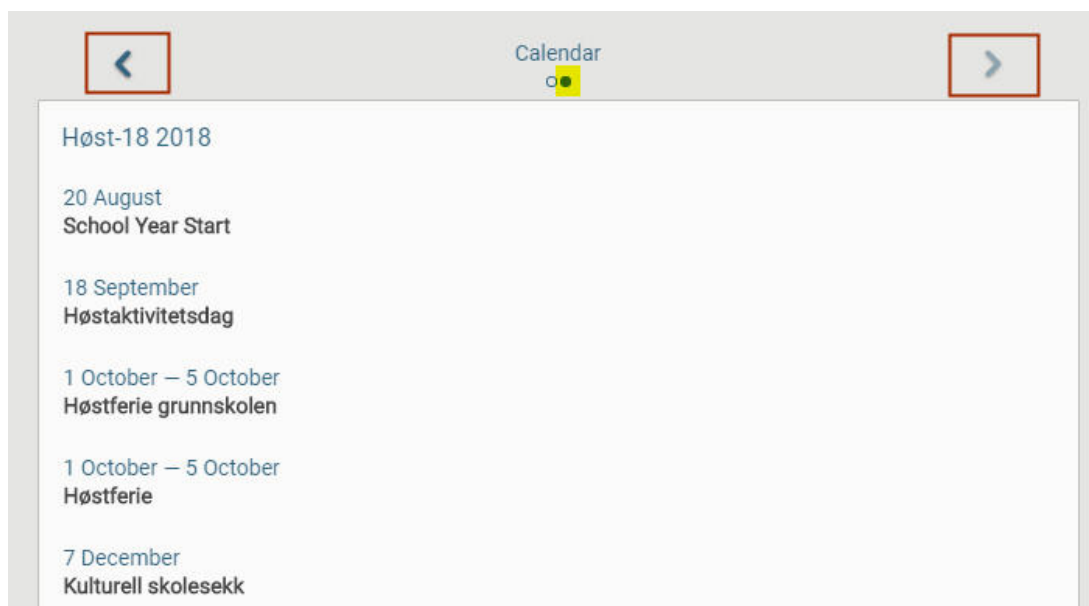 Calendar
Høst-18 2018
20 August
School Year Start
18 September
Høstaktivitetsdag
1 October — 5 October
Høstferie grunnskolen
1 October — 5 October
Høstferie
7 December
Kulturell skolesekk